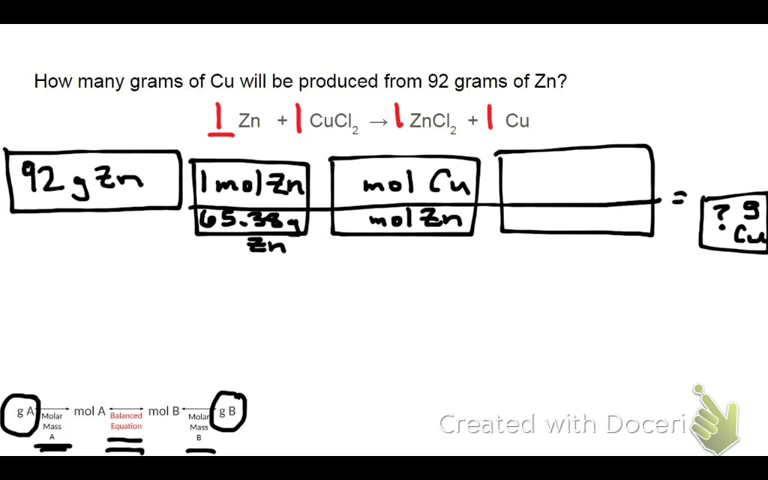 How many grams of Cu will be produced from 92 grams of Zn?
1 Zn + 1 CuCl₂ → 1 ZnCl₂ + 1 Cu
92 g Zn 1 mol Zn mol Cu
65.38 g mol Zn =
Zn
? g
Cu
g A mol A mol B g B
Molar Balanced Molar
Mass Equation Mass
A B
Created with Doceri